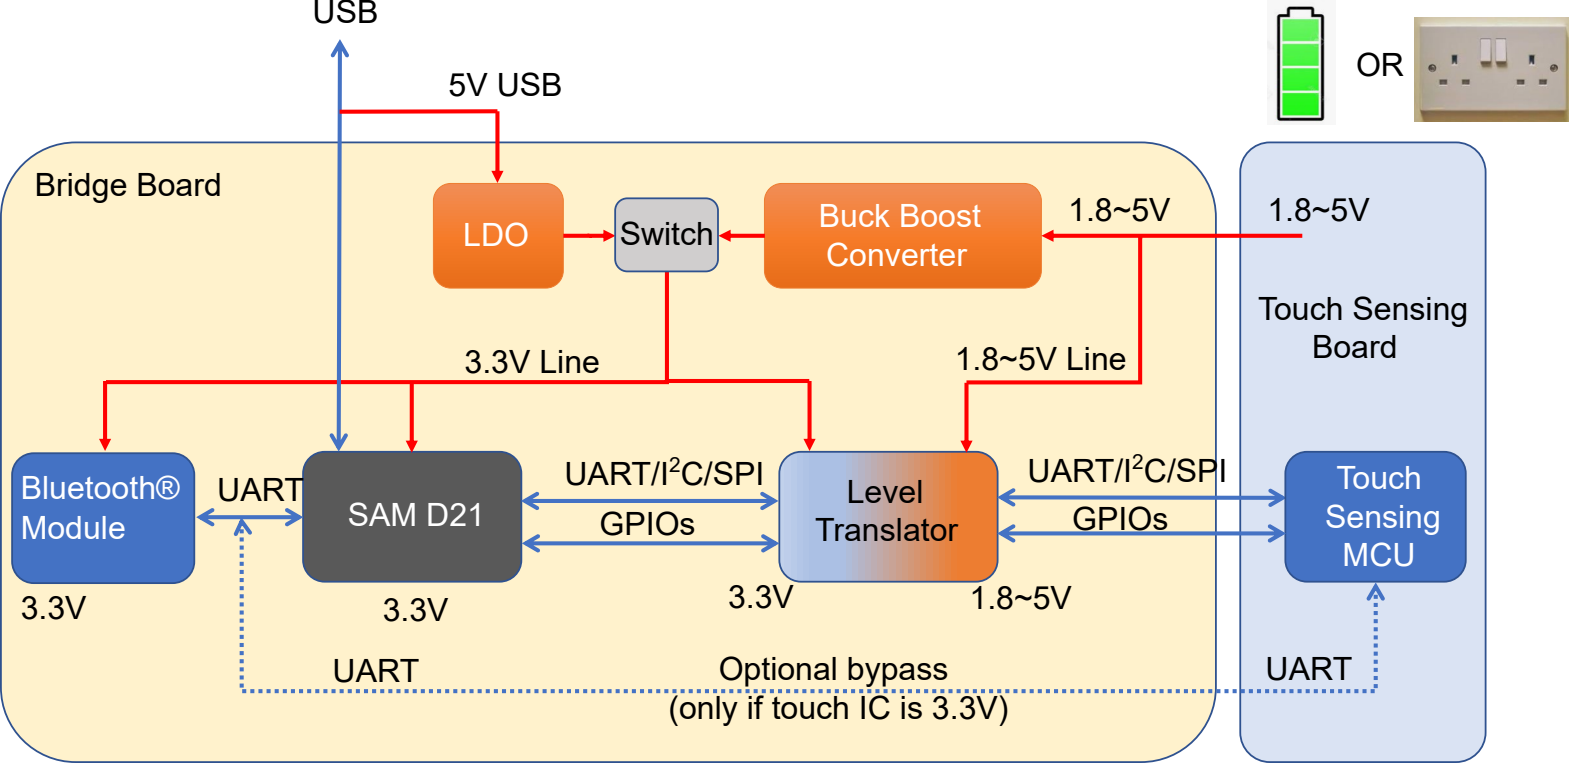 USB
5V USB
OR
Bridge Board
LDO
Switch
Buck Boost
Converter
1.8~5V
1.8~5V
Touch Sensing
Board
3.3V Line
1.8~5V Line
Bluetooth®
Module
UART
SAM D21
UART/I²C/SPI
GPIOs
Level
Translator
UART/I²C/SPI
GPIOs
Touch
Sensing
MCU
3.3V
3.3V
3.3V
1.8~5V
UART
Optional bypass
(only if touch IC is 3.3V)
UART